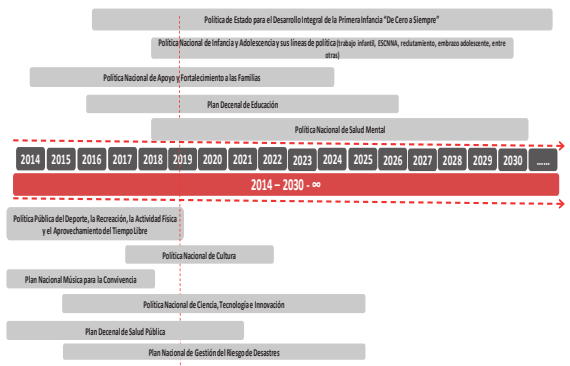 Política de Estado para el Desarrollo Integral de la Primera Infancia "De Cero a Siempre"
Política Nacional de Infancia y Adolescencia y sus líneas de política (trabajo infantil, ESCNNA, reclutamiento, embrazo adolescente, entre
otras)
Política Nacional de Apoyo y Fortalecimiento a las Familias
Plan Decenal de Educación
Política Nacional de Salud Mental
2014 2015 2016 2017 2018 2019 2020 2021 2022 2023 2024 2025 2026 2027 2028 2029 2030 ......
2014 – 2030 - ∞
Política Pública del Deporte, la Recreación, la Actividad Física
y el Aprovechamiento del Tiempo Libre
Política Nacional de Cultura
Plan Nacional Música para la Convivencia
Política Nacional de Ciencia, Tecnología e Innovación
Plan Decenal de Salud Pública
Plan Nacional de Gestión del Riesgo de Desastres